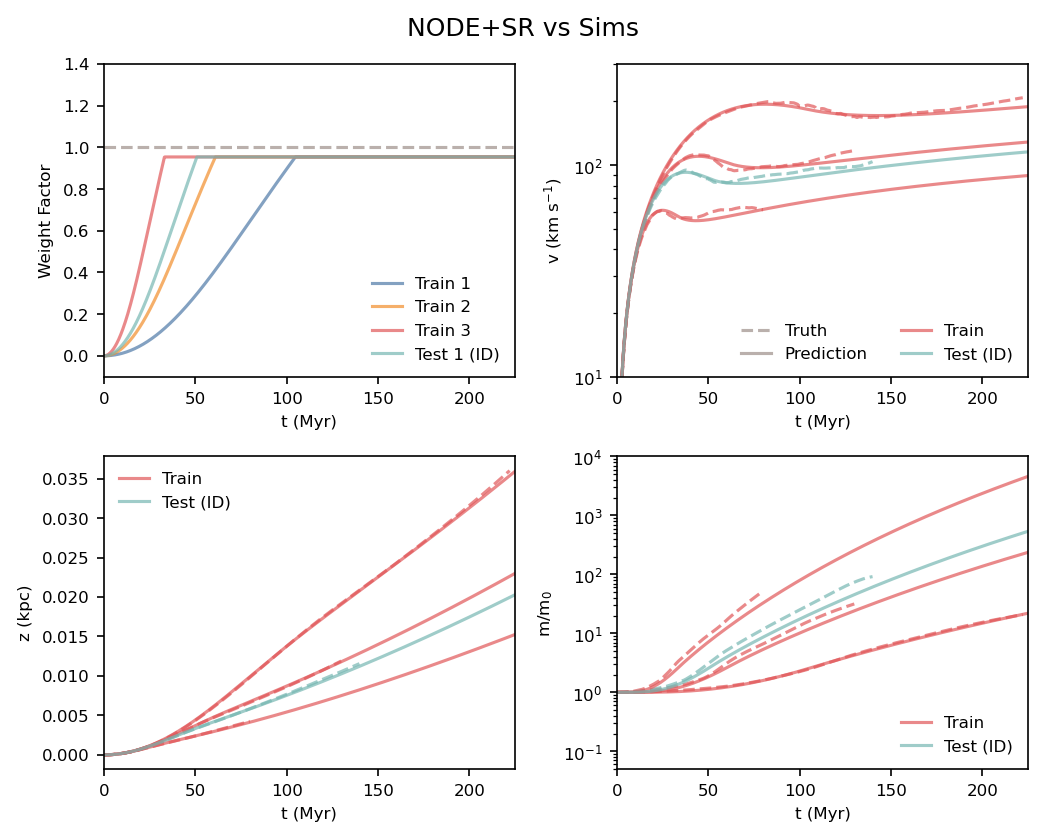 NODE+SR vs Sims
1.4
1.2
1.0
0.8
0.6
0.4
0.2
0.0
Weight Factor
Train 1
Train 2
Train 3
Test 1 (ID)
0 50 100 150 200
t (Myr)
10²
10¹
v (km s⁻¹)
Truth
Prediction
Train
Test (ID)
0 50 100 150 200
t (Myr)
0.035
0.030
0.025
0.020
0.015
0.010
0.005
0.000
z (kpc)
Train
Test (ID)
0 50 100 150 200
t (Myr)
10⁴
10³
10²
10¹
10⁰
10⁻¹
m/m₀
Train
Test (ID)
0 50 100 150 200
t (Myr)